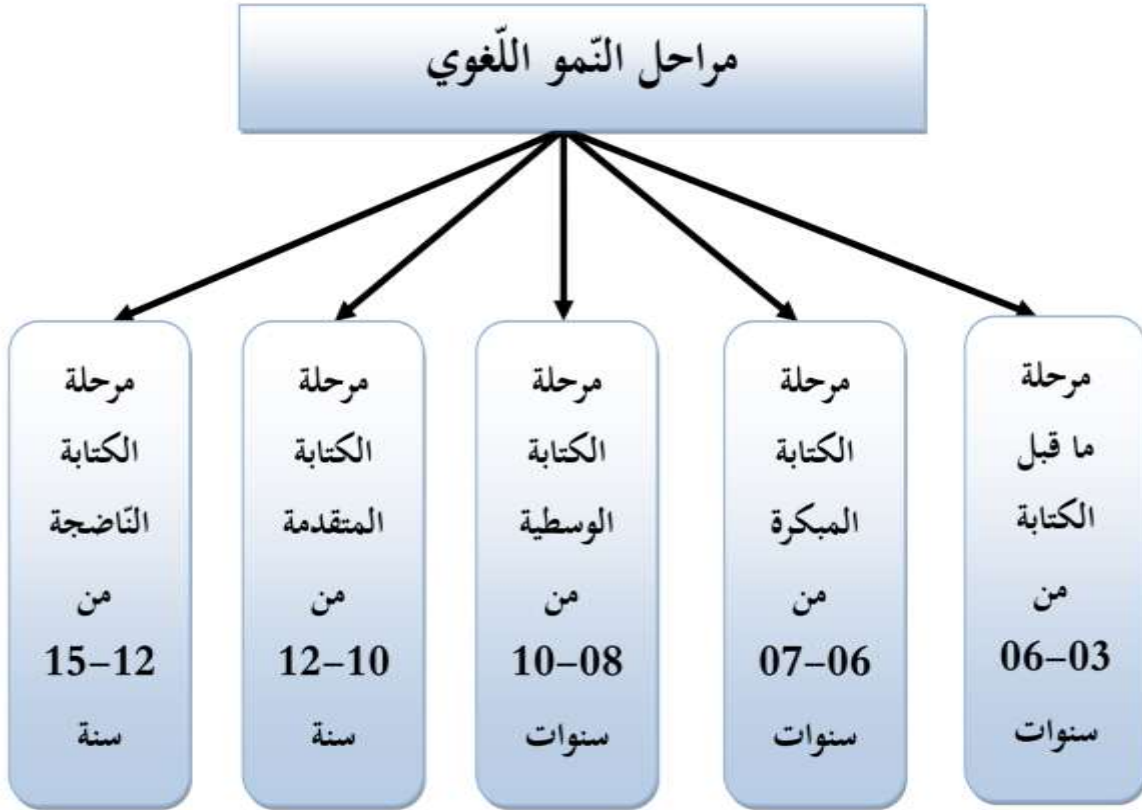 مراحل النّمو اللّغوي
مرحلة
ما قبل
الكتابة
من
06–03
سنوات
مرحلة
الكتابة
المبكرة
من
07–06
سنوات
مرحلة
الكتابة
الوسطية
من
10–08
سنوات
مرحلة
الكتابة
المتقدمة
من
12–10
سنة
مرحلة
الكتابة
النّاضجة
من
15–12
سنة